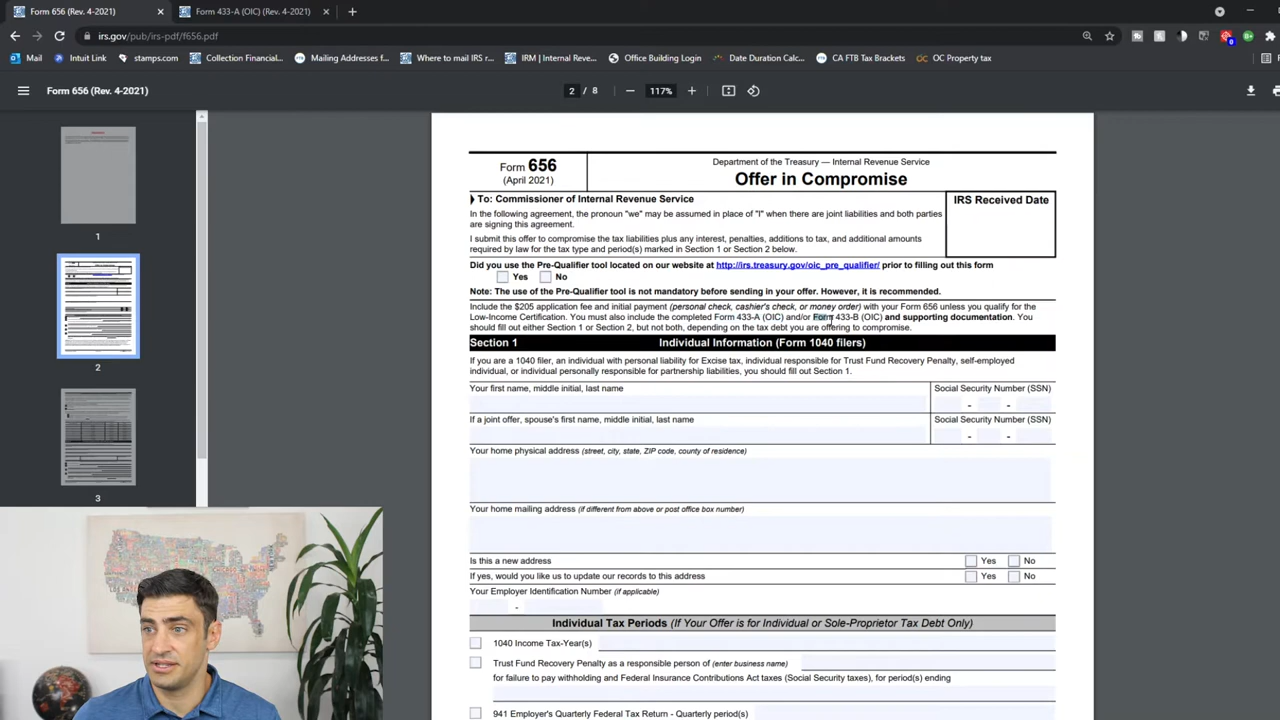 Form 656 (Rev. 4-2021)
Form 433-A (OIC) (Rev. 4-2021)
irs.gov/pub/irs-pdf/f656.pdf
Mail
Intuit Link
stamps.com
Collection Financial...
Mailing Addresses f...
Where to mail IRS r...
IRM | Internal Reve...
Office Building Login
Date Duration Calc...
CA FTB Tax Brackets
OC Property tax
Form 656 (Rev. 4-2021)
2 / 8
117%
1
2
3
Form 656
(April 2021)
Department of the Treasury — Internal Revenue Service
Offer in Compromise
To: Commissioner of Internal Revenue Service
IRS Received Date
In the following agreement, the pronoun "we" may be assumed in place of "I" when there are joint liabilities and both parties
are signing this agreement.
I submit this offer to compromise the tax liabilities plus any interest, penalties, additions to tax, and additional amounts
required by law for the tax type and period(s) marked in Section 1 or Section 2 below.
Did you use the Pre-Qualifier tool located on our website at http://irs.treasury.gov/oic_pre_qualifier/ prior to filling out this form
Yes No
Note: The use of the Pre-Qualifier tool is not mandatory before sending in your offer. However, it is recommended.
Include the $205 application fee and initial payment (personal check, cashier's check, or money order) with your Form 656 unless you qualify for the
Low-Income Certification. You must also include the completed Form 433-A (OIC) and/or Form 433-B (OIC) and supporting documentation. You
should fill out either Section 1 or Section 2, but not both, depending on the tax debt you are offering to compromise.
Section 1 Individual Information (Form 1040 filers)
If you are a 1040 filer, an individual with personal liability for Excise tax, individual responsible for Trust Fund Recovery Penalty, self-employed
individual, or individual personally responsible for partnership liabilities, you should fill out Section 1.
Your first name, middle initial, last name Social Security Number (SSN)
- -
If a joint offer, spouse's first name, middle initial, last name Social Security Number (SSN)
- -
Your home physical address (street, city, state, ZIP code, county of residence)
Your home mailing address (if different from above or post office box number)
Is this a new address Yes No
If yes, would you like us to update our records to this address Yes No
Your Employer Identification Number (if applicable)
-
Individual Tax Periods (If Your Offer is for Individual or Sole-Proprietor Tax Debt Only)
1040 Income Tax-Year(s)
Trust Fund Recovery Penalty as a responsible person of (enter business name)
for failure to pay withholding and Federal Insurance Contributions Act taxes (Social Security taxes), for period(s) ending
941 Employer's Quarterly Federal Tax Return - Quarterly period(s)